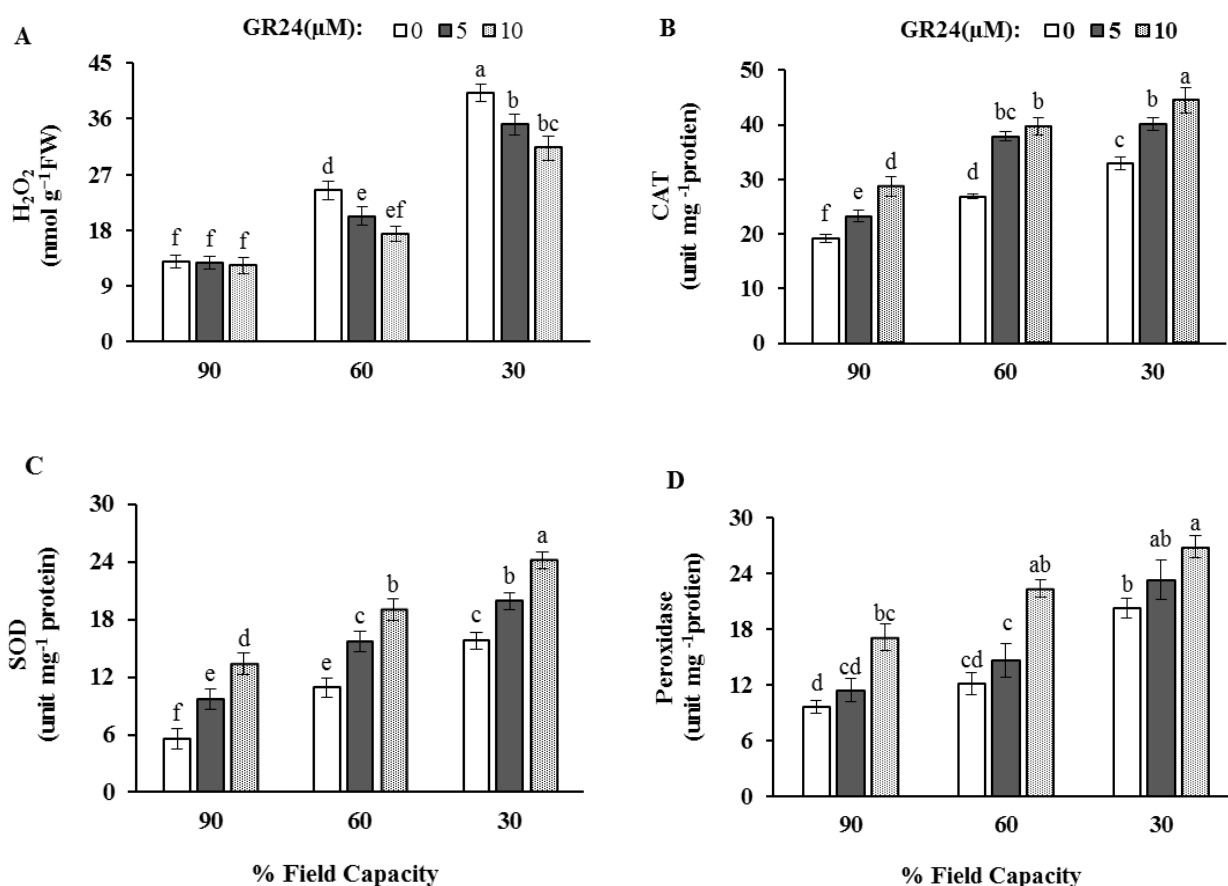 A
GR24(µM): 0 5 10
45
36
27
18
9
0
H₂O₂
(nmol g⁻¹FW)
f f f
d e ef
a b bc
90 60 30
B
GR24(µM): 0 5 10
50
40
30
20
10
0
CAT
(unit mg ⁻¹protien)
f e d
d bc b
c b a
90 60 30
C
30
24
18
12
6
0
SOD
(unit mg⁻¹ protein)
f e d
e c b
c b a
90 60 30
% Field Capacity
D
30
24
18
12
6
0
Peroxidase
(unit mg ⁻¹protien)
d cd bc
cd c ab
b ab a
90 60 30
% Field Capacity